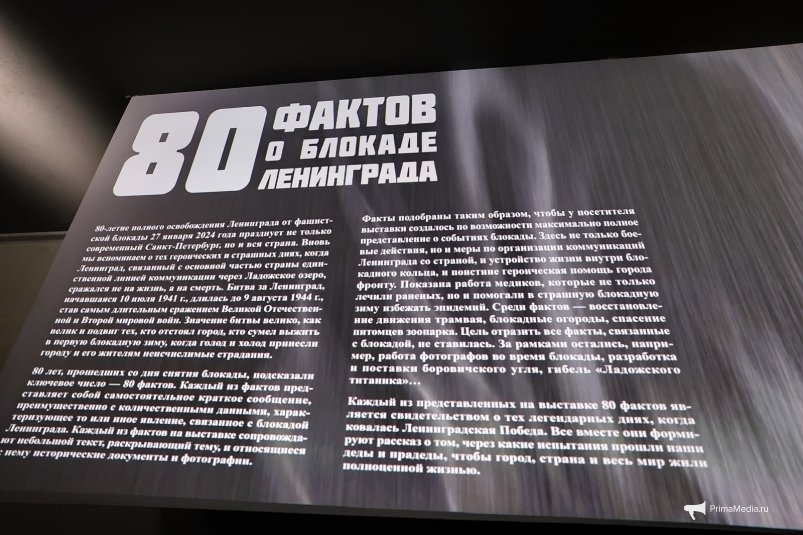 80 ФАКТОВ
О БЛОКАДЕ
ЛЕНИНГРАДА
80-летие полного освобождения Ленинграда от фашист-
ской блокады 27 января 2024 года празднует не только
современный Санкт-Петербург, но и вся страна. Вновь
мы вспоминаем о тех героических и страшных днях, когда
Ленинград, связанный с основной частью страны един-
ственной линией коммуникации через Ладожское озеро,
сражался не на жизнь, а на смерть. Битва за Ленинград,
начавшаяся 10 июля 1941 г., длилась до 9 августа 1944 г.,
став самым длительным сражением Великой Отечествен-
ной и Второй мировой войн. Значение битвы велико, как
велик и подвиг тех, кто отстоял город, кто сумел выжить
в первую блокадную зиму, когда голод и холод принесли
городу и его жителям неисчислимые страдания.
80 лет, прошедших со дня снятия блокады, подсказали
ключевое число — 80 фактов. Каждый из фактов пред-
ставляет собой самостоятельное краткое сообщение,
преимущественно с количественными данными, харак-
теризующее то или иное явление, связанное с блокадой
Ленинграда. Каждый из фактов на выставке сопровожда-
ют небольшой текст, раскрывающий тему, и относящиеся
к нему исторические документы и фотографии.
Факты подобраны таким образом, чтобы у посетителя
выставки создалось по возможности максимально полное
представление о событиях блокады. Здесь не только бое-
вые действия, но и меры по организации коммуникаций
Ленинграда со страной, и устройство жизни внутри бло-
кадного кольца, и поистине героическая помощь города
фронту. Показана работа медиков, которые не только
лечили раненых, но и помогали в страшную блокадную
зиму избежать эпидемий. Среди фактов — восстановле-
ние движения трамвая, блокадные огороды, спасение
питомцев зоопарка. Цель отразить все факты, связанные
с блокадой, не ставилась. За рамками остались, напри-
мер, работа фотографов во время блокады, разработка
и поставки боровичского угля, гибель «Ладожского
титаника»...
Каждый из представленных на выставке 80 фактов яв-
ляется свидетельством о тех легендарных днях, когда
ковалась Ленинградская Победа. Все вместе они форми-
руют рассказ о том, через какие испытания прошли наши
деды и прадеды, чтобы город, страна и весь мир жили
полноценной жизнью.
PrimaMedia.ru